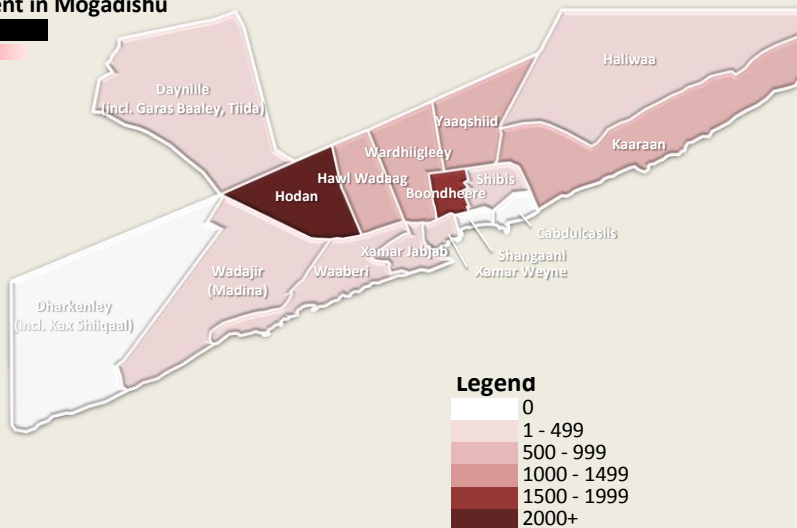 ent in Mogadishu
Dayniile
(incl. Garas Baaley, Tiida)
Haliwaa
Yaaqshiid
Wardhiigleey
Kaaraan
Hawl Wadaag
Shibis
Boondheere
Hodan
Cabdulcasiis
Xamar Jabjab
Shangaani
Wadajir
(Madina)
Waaberi
Xamar Weyne
Dharkenley
(incl. Kax Shiiqaal)
Legend
0
1 - 499
500 - 999
1000 - 1499
1500 - 1999
2000+